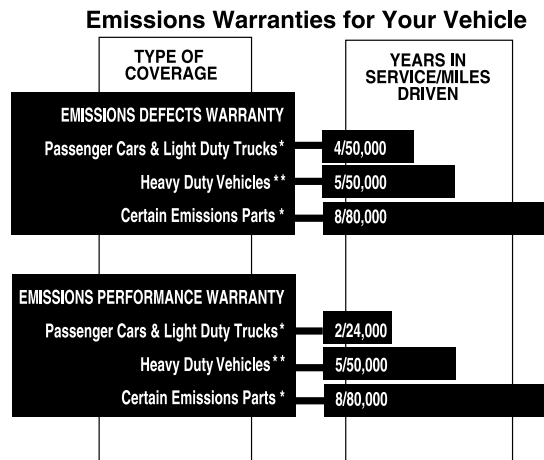 Emissions Warranties for Your Vehicle
TYPE OF
COVERAGE
YEARS IN
SERVICE/MILES
DRIVEN
EMISSIONS DEFECTS WARRANTY
Passenger Cars & Light Duty Trucks* 4/50,000
Heavy Duty Vehicles** 5/50,000
Certain Emissions Parts * 8/80,000
EMISSIONS PERFORMANCE WARRANTY
Passenger Cars & Light Duty Trucks* 2/24,000
Heavy Duty Vehicles** 5/50,000
Certain Emissions Parts * 8/80,000